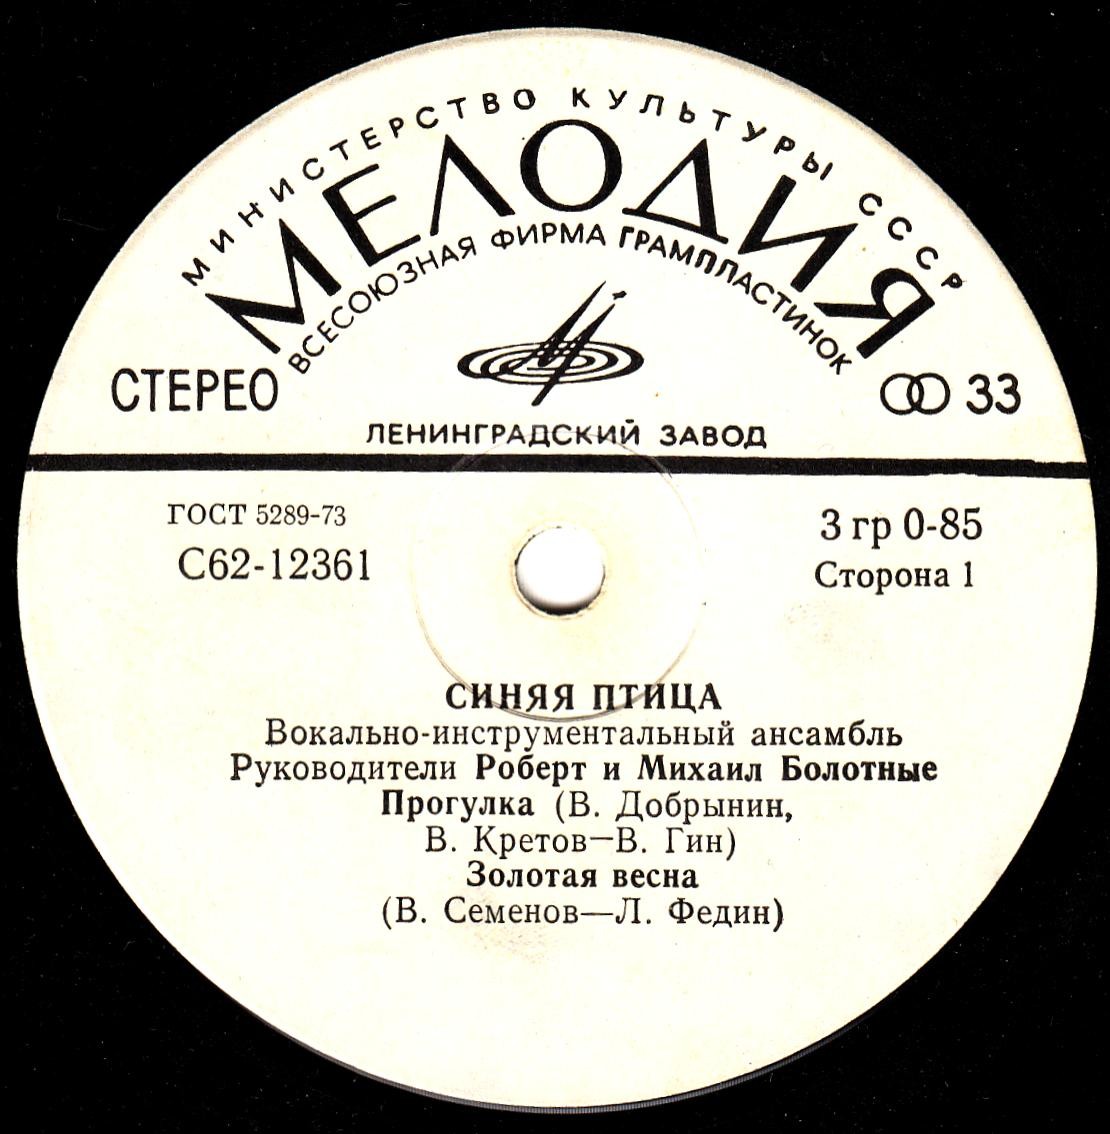 МИНИСТЕРСТВО КУЛЬТУРЫ СССР
МЕЛОДИЯ
ВСЕСОЮЗНАЯ ФИРМА ГРАМПЛАСТИНОК
СТЕРЕО
33
ЛЕНИНГРАДСКИЙ ЗАВОД
ГОСТ 5289-73
С62-12361
3 гр 0-85
Сторона 1
СИНЯЯ ПТИЦА
Вокально-инструментальный ансамбль
Руководители Роберт и Михаил Болотные
Прогулка (В. Добрынин,
В. Кретов—В. Гин)
Золотая весна
(В. Семенов—Л. Федин)